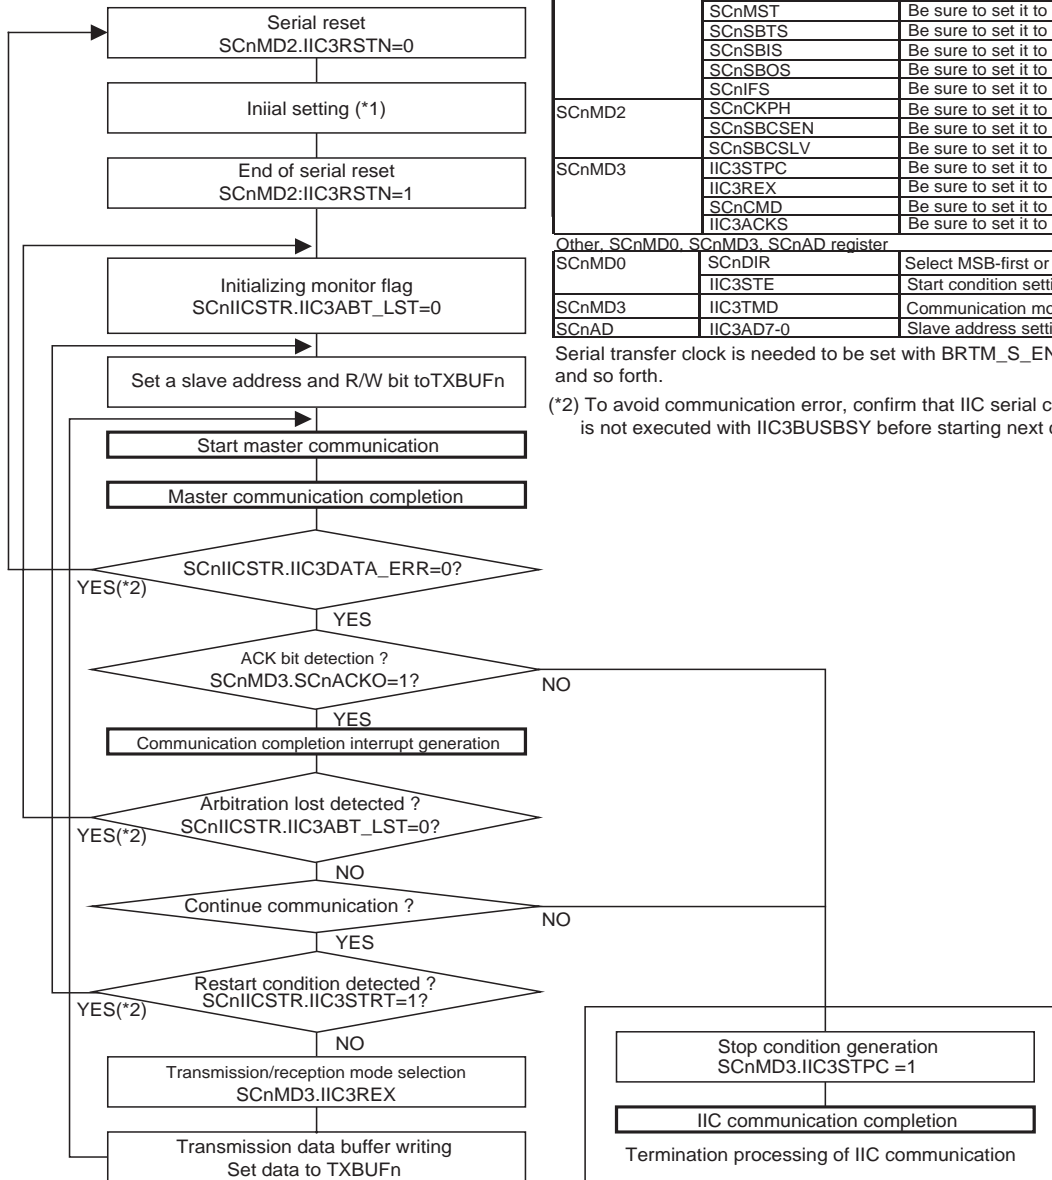 Serial reset
SCnMD2.IIC3RSTN=0
Iniial setting (*1)
End of serial reset
SCnMD2:IIC3RSTN=1
Initializing monitor flag
SCnIICSTR.IIC3ABT_LST=0
Set a slave address and R/W bit toTXBUFn
Start master communication
Master communication completion
SCnIICSTR.IIC3DATA_ERR=0?
YES(*2)
YES
ACK bit detection ?
SCnMD3.SCnACKO=1?
NO
YES
Communication completion interrupt generation
Arbitration lost detected ?
SCnIICSTR.IIC3ABT_LST=0?
YES(*2)
NO
Continue communication ?
NO
YES
Restart condition detected ?
SCnIICSTR.IIC3STRT=1?
YES(*2)
NO
Transmission/reception mode selection
SCnMD3.IIC3REX
Transmission data buffer writing
Set data to TXBUFn
SCnMST Be sure to set it to
SCnSBTS Be sure to set it to
SCnSBIS Be sure to set it to
SCnSBOS Be sure to set it to
SCnIFS Be sure to set it to
SCnMD2 SCnCKPH Be sure to set it to
SCnSBCSEN Be sure to set it to
SCnSBCSLV Be sure to set it to
SCnMD3 IIC3STPC Be sure to set it to
IIC3REX Be sure to set it to
SCnCMD Be sure to set it to
IIC3ACKS Be sure to set it to
Other, SCnMD0, SCnMD3, SCnAD register
SCnMD0 SCnDIR Select MSB-first or
IIC3STE Start condition setti
SCnMD3 IIC3TMD Communication mo
SCnAD IIC3AD7-0 Slave address setti
Serial transfer clock is needed to be set with BRTM_S_EN
and so forth.
(*2) To avoid communication error, confirm that IIC serial c
is not executed with IIC3BUSBSY before starting next
Stop condition generation
SCnMD3.IIC3STPC =1
IIC communication completion
Termination processing of IIC communication